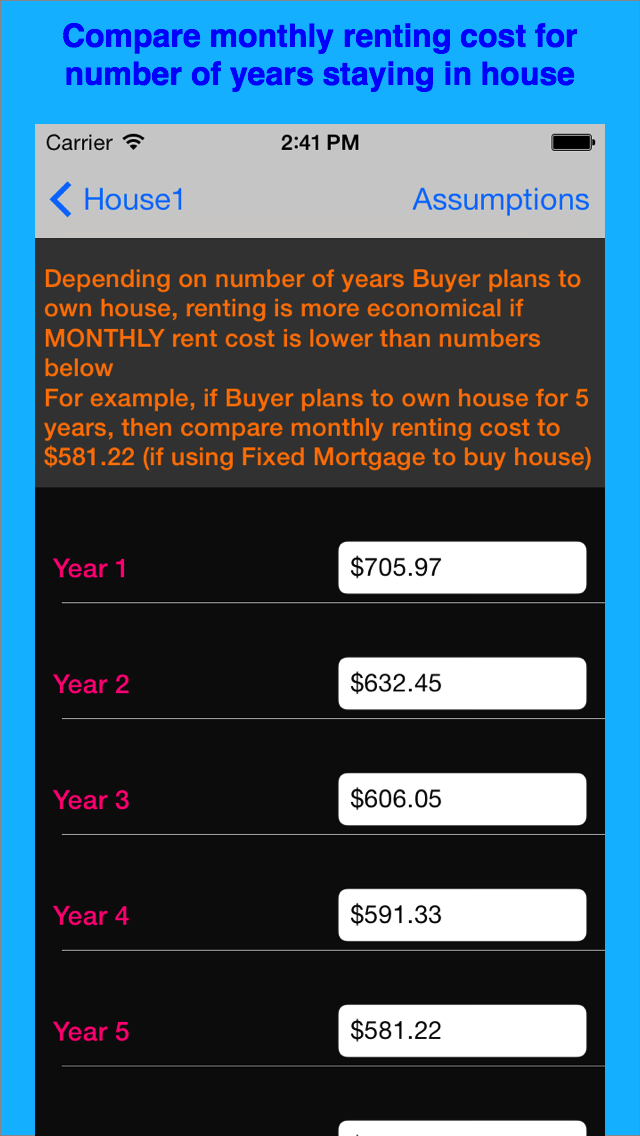 Compare monthly renting cost for
number of years staying in house
Carrier 2:41 PM
House1 Assumptions
Depending on number of years Buyer plans to
own house, renting is more economical if
MONTHLY rent cost is lower than numbers
below
For example, if Buyer plans to own house for 5
years, then compare monthly renting cost to
$581.22 (if using Fixed Mortgage to buy house)
Year 1 $705.97
Year 2 $632.45
Year 3 $606.05
Year 4 $591.33
Year 5 $581.22